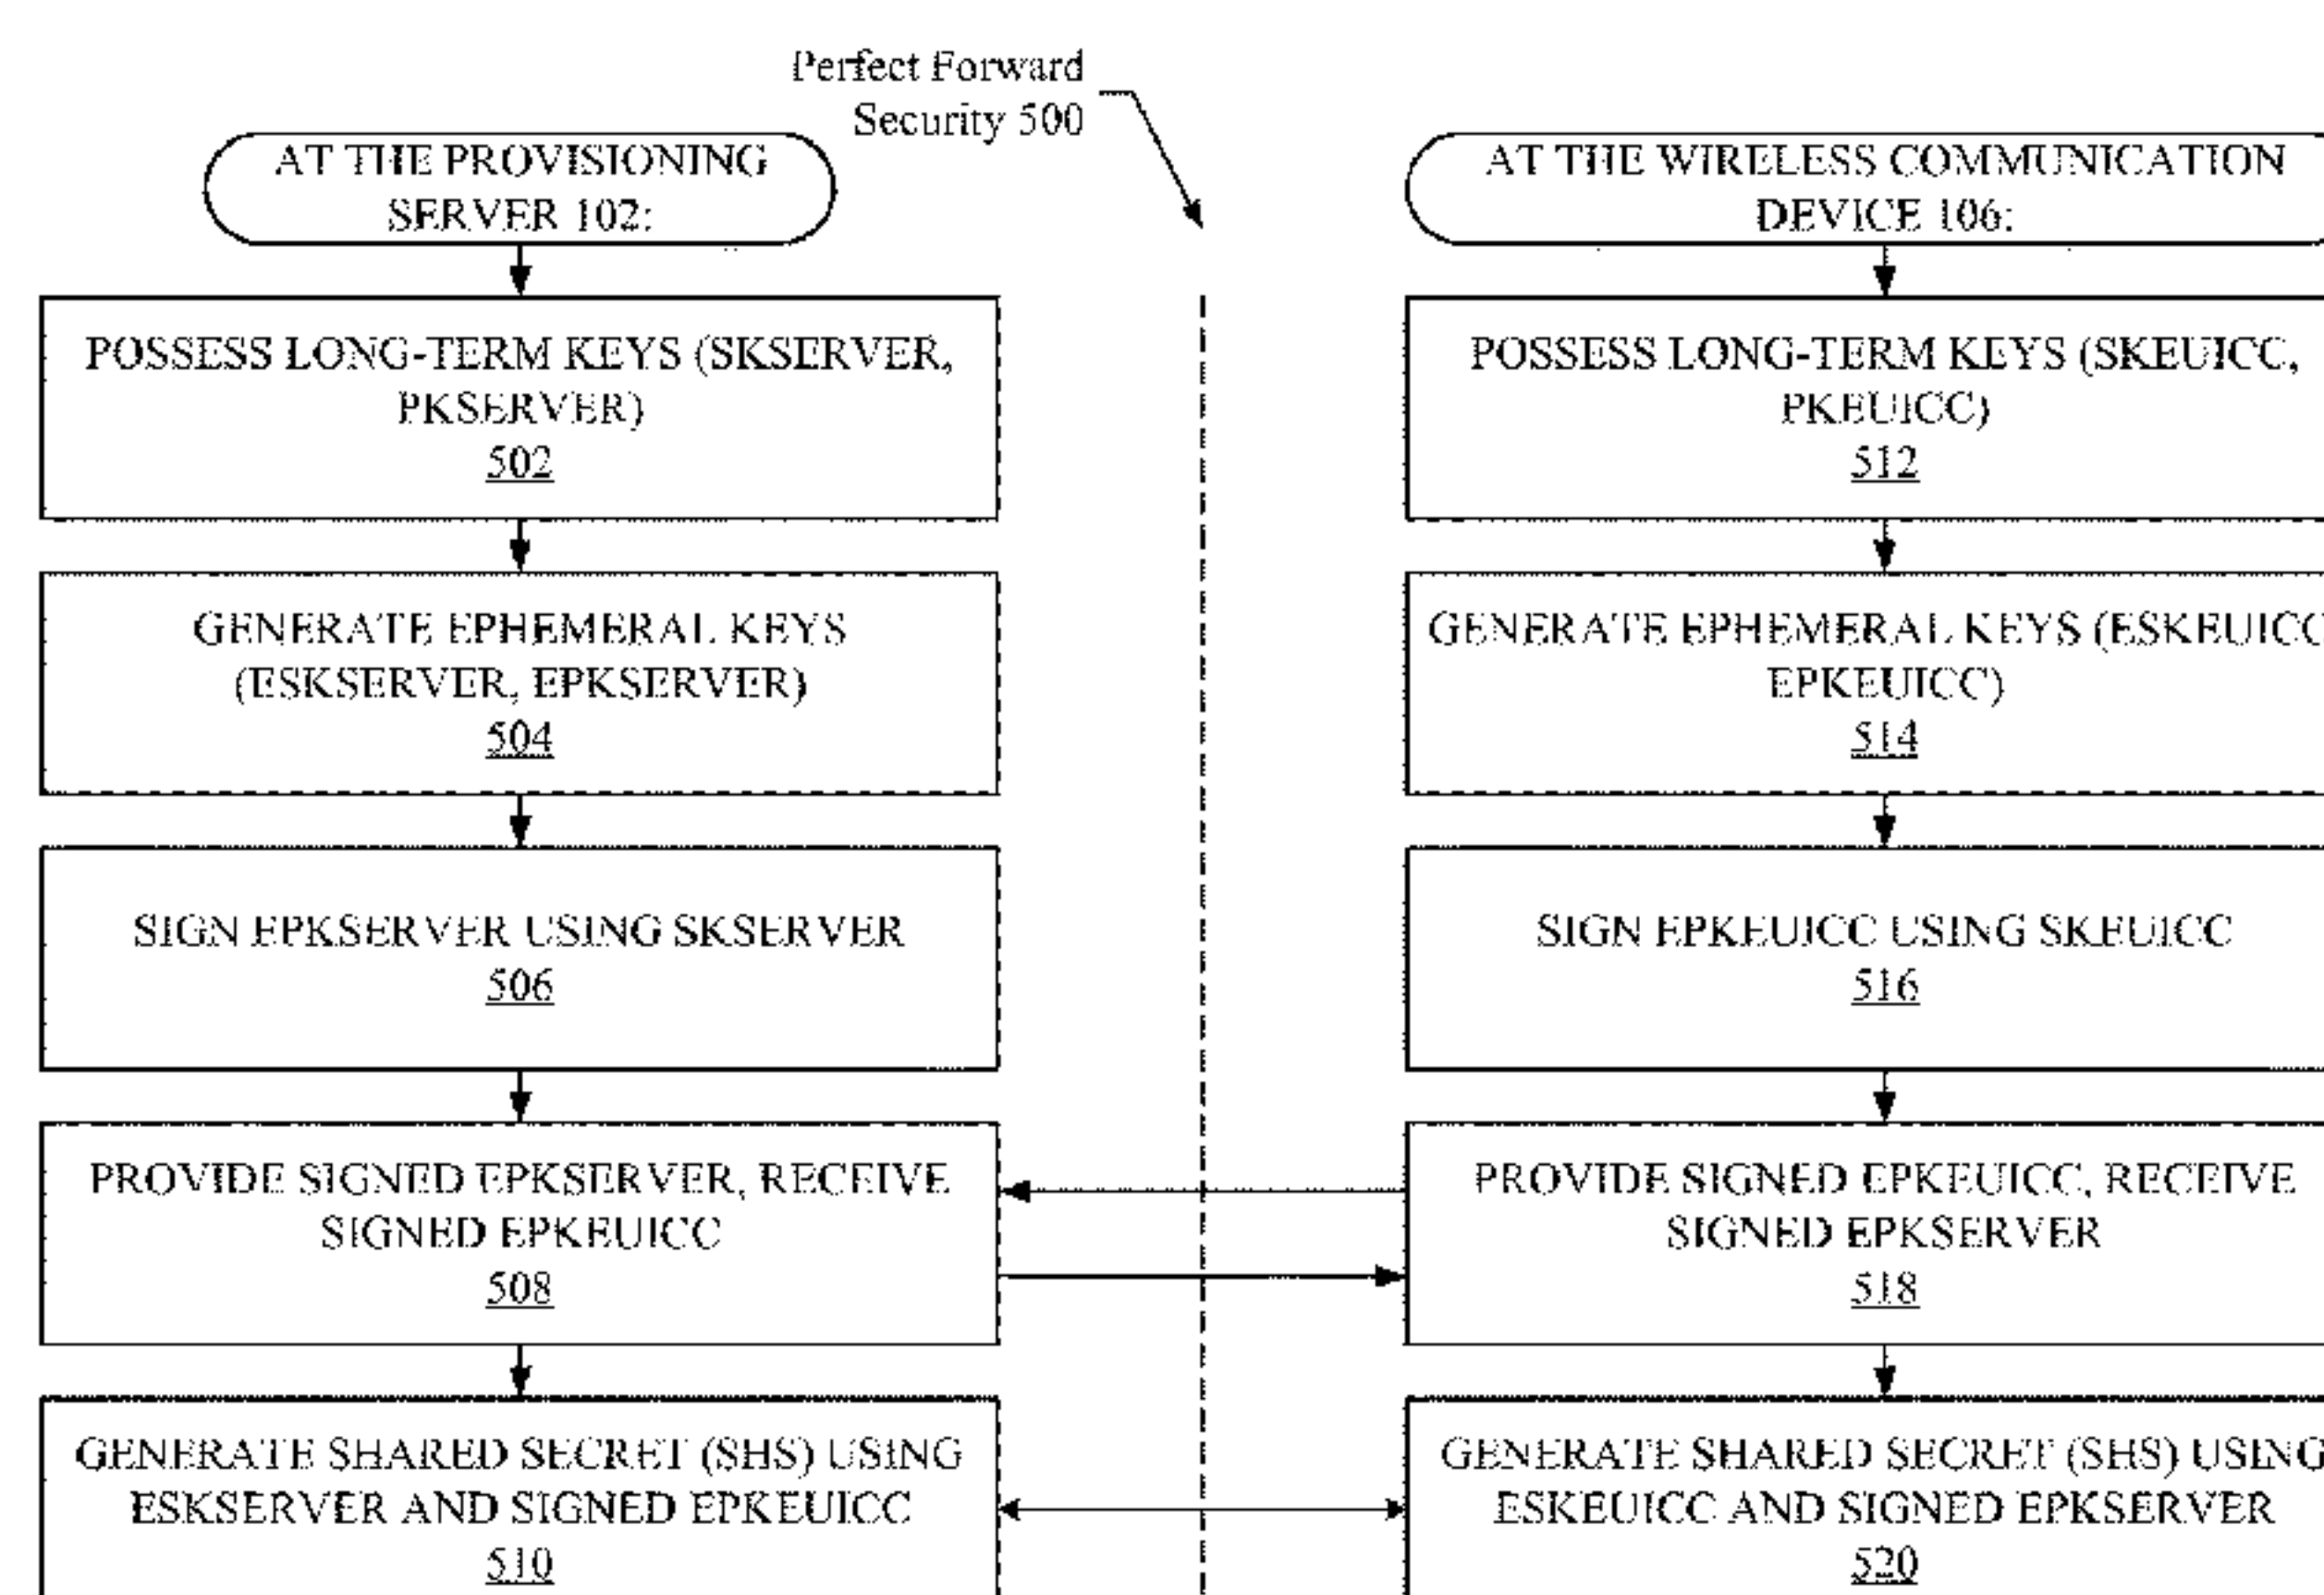 Perfect Forward
Security 500
AT THE PROVISIONING
SERVER 102:
POSSESS LONG-TERM KEYS (SKSERVER,
PKSERVER)
502
GENERATE EPHEMERAL KEYS
(ESKSERVER, EPKSERVER)
504
SIGN EPKSERVER USING SKSERVER
506
PROVIDE SIGNED EPKSERVER, RECEIVE
SIGNED EPKEUICC
508
GENERATE SHARED SECRET (SHS) USING
ESKSERVER AND SIGNED EPKEUICC
510
AT THE WIRELESS COMMUNICATION
DEVICE 106:
POSSESS LONG-TERM KEYS (SKEUICC,
PKEUICC)
512
GENERATE EPHEMERAL KEYS (ESKEUICC
EPKEUICC)
514
SIGN EPKEUICC USING SKEUICC
516
PROVIDE SIGNED EPKEUICC, RECEIVE
SIGNED EPKSERVER
518
GENERATE SHARED SECRET (SHS) USING
ESKEUICC AND SIGNED EPKSERVER
520